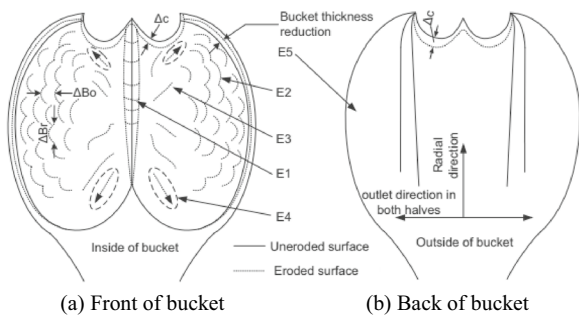 Δc
Bucket thickness
reduction
E5
E2
E3
E1
E4
ΔBo
ΔBr
Inside of bucket
Uneroded surface
Eroded surface
Δc
Radial
direction
outlet direction in
both halves
Outside of bucket
(a) Front of bucket
(b) Back of bucket